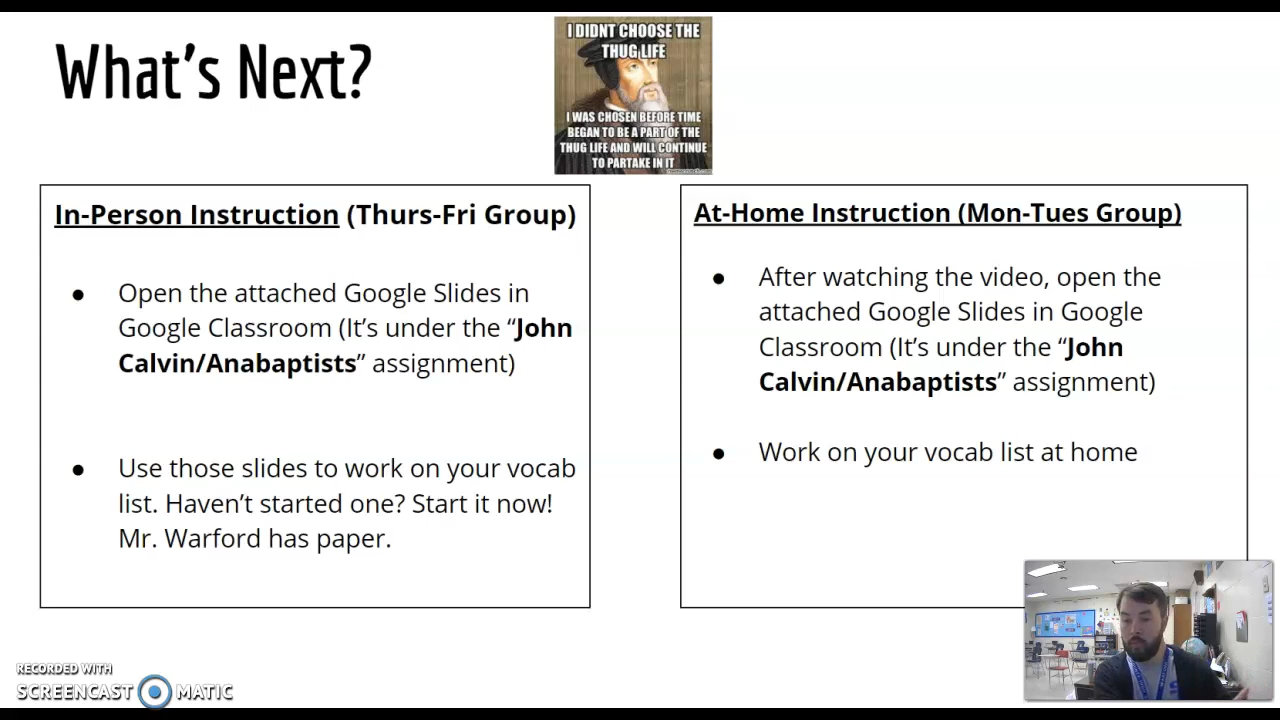 What's Next?
I DIDNT CHOOSE THE
THUG LIFE
I WAS CHOSEN BEFORE TIME
BEGAN TO BE A PART OF THE
THUG LIFE AND WILL CONTINUE
TO PARTAKE IN IT
In-Person Instruction (Thurs-Fri Group)
● Open the attached Google Slides in
Google Classroom (It's under the “John
Calvin/Anabaptists” assignment)
● Use those slides to work on your vocab
list. Haven't started one? Start it now!
Mr. Warford has paper.
At-Home Instruction (Mon-Tues Group)
● After watching the video, open the
attached Google Slides in Google
Classroom (It's under the “John
Calvin/Anabaptists” assignment)
● Work on your vocab list at home
RECORDED WITH
SCREENCAST MATIC